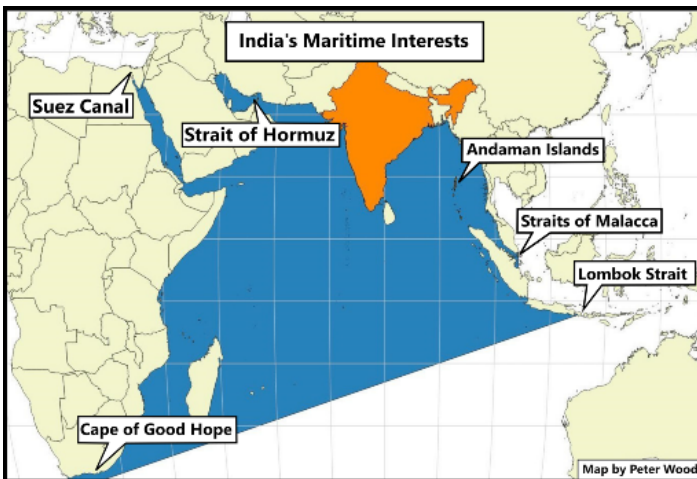 India's Maritime Interests
Suez Canal
Strait of Hormuz
Andaman Islands
Straits of Malacca
Lombok Strait
Cape of Good Hope
Map by Peter Wood